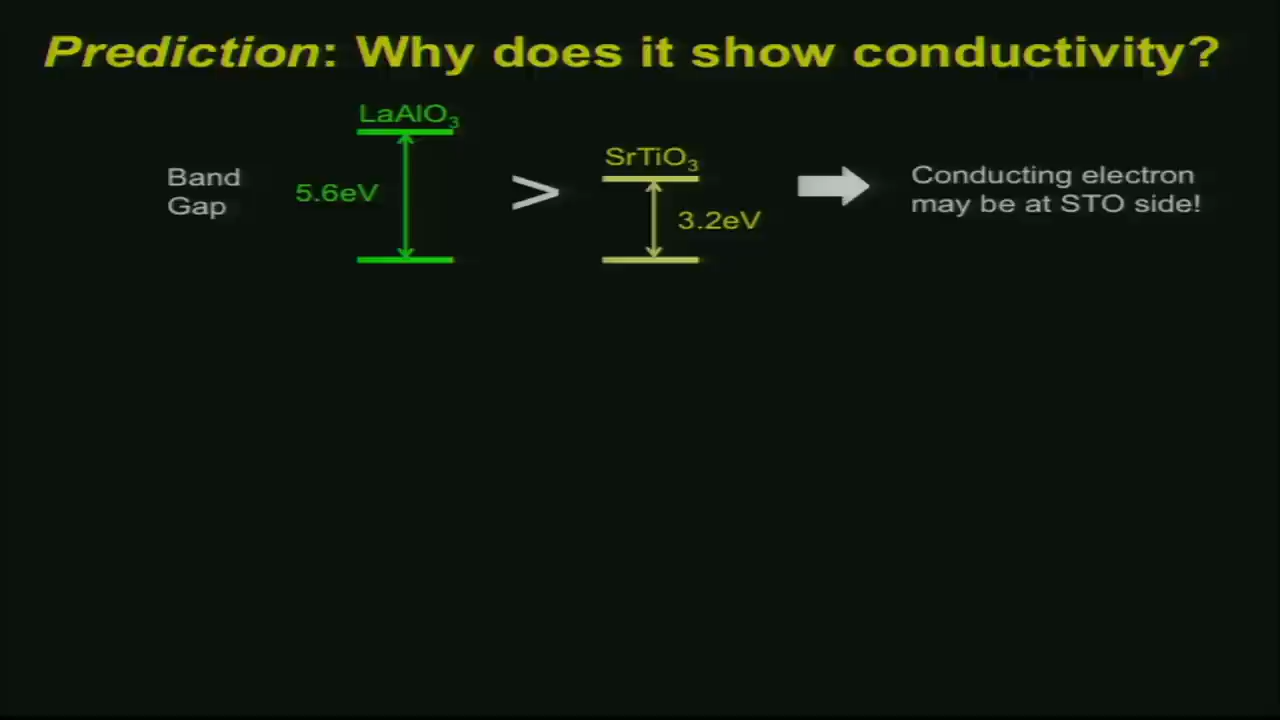 Prediction: Why does it show conductivity?
LaAlO₃
SrTiO₃
Band
Gap
5.6eV
>
3.2eV
Conducting electron
may be at STO side!